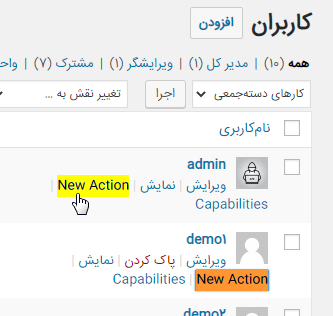 کاربران افزودن
همه (۱۰) | مدیر کل (۱) | ویرایشگر (۱) | مشترک (۷) |
کارهای دسته‌جمعی اجرا تغییر نقش به ...
نام‌کاربری
admin
ویرایش | نمایش | New Action |
Capabilities
demo۱
ویرایش | پاک کردن | نمایش |
New Action | Capabilities
demo۲